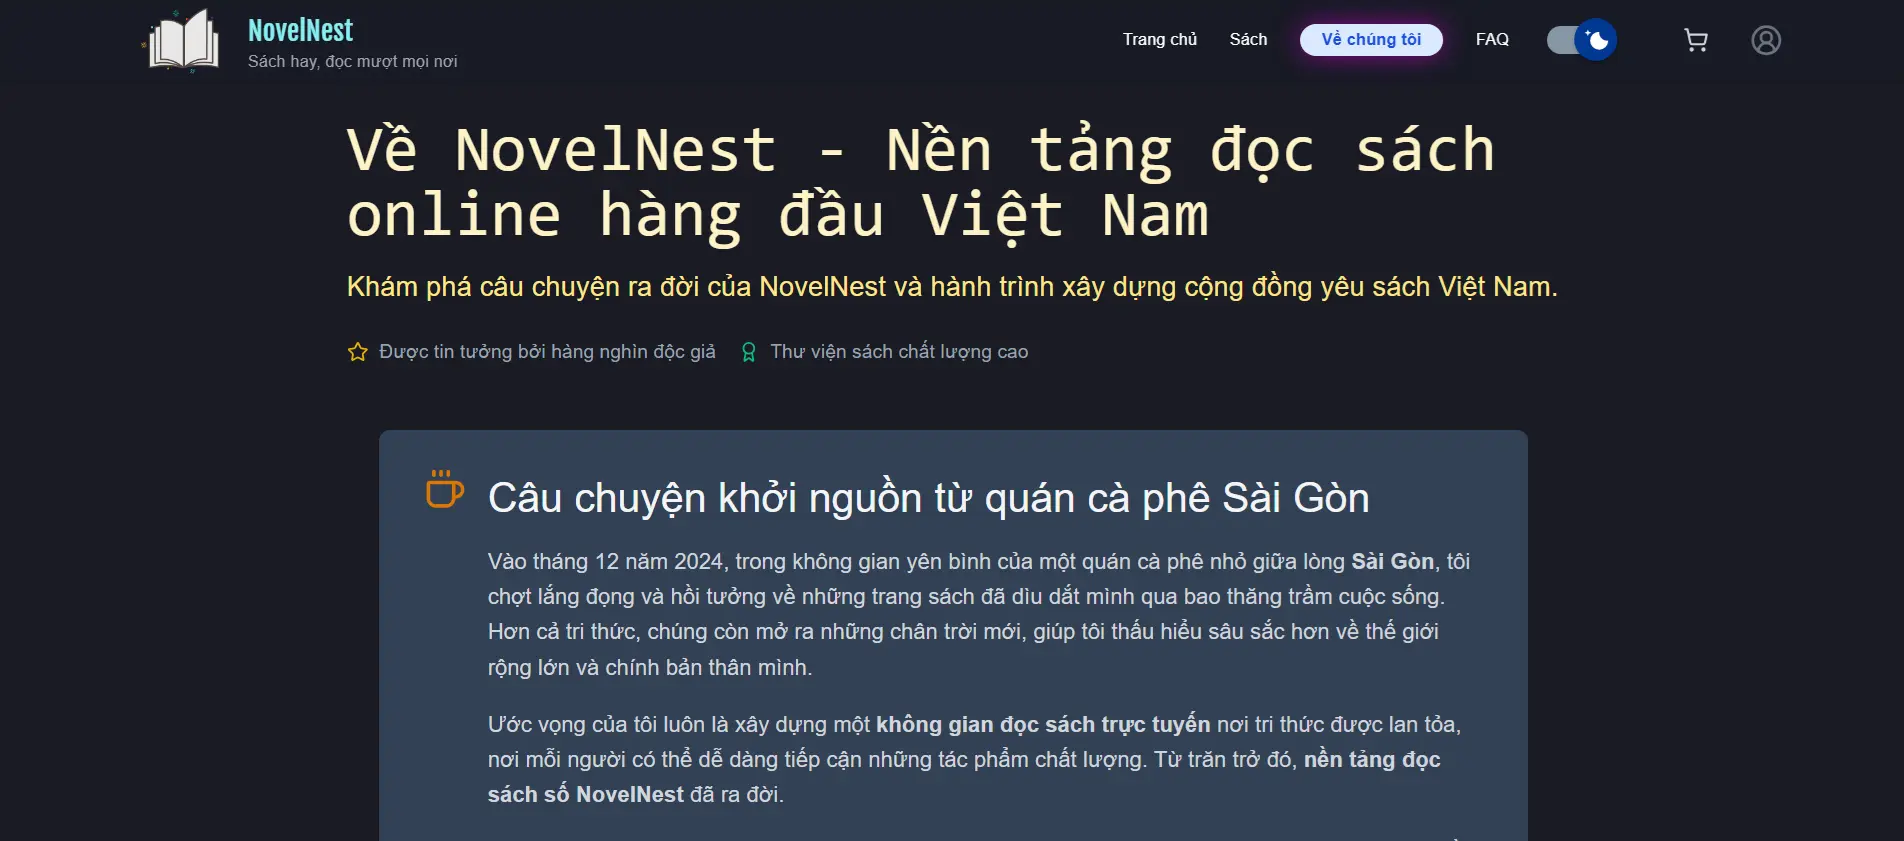 NovelNest
Sách hay, đọc mượt mọi nơi
Trang chủ
Sách
Về chúng tôi
FAQ
Về NovelNest - Nền tảng đọc sách
online hàng đầu Việt Nam
Khám phá câu chuyện ra đời của NovelNest và hành trình xây dựng cộng đồng yêu sách Việt Nam.
Được tin tưởng bởi hàng nghìn độc giả
Thư viện sách chất lượng cao
Câu chuyện khởi nguồn từ quán cà phê Sài Gòn
Vào tháng 12 năm 2024, trong không gian yên bình của một quán cà phê nhỏ giữa lòng Sài Gòn, tôi
chợt lắng đọng và hồi tưởng về những trang sách đã dìu dắt mình qua bao thăng trầm cuộc sống.
Hơn cả tri thức, chúng còn mở ra những chân trời mới, giúp tôi thấu hiểu sâu sắc hơn về thế giới
rộng lớn và chính bản thân mình.
Ước vọng của tôi luôn là xây dựng một không gian đọc sách trực tuyến nơi tri thức được lan tỏa,
nơi mỗi người có thể dễ dàng tiếp cận những tác phẩm chất lượng. Từ trăn trở đó, nền tảng đọc
sách số NovelNest đã ra đời.